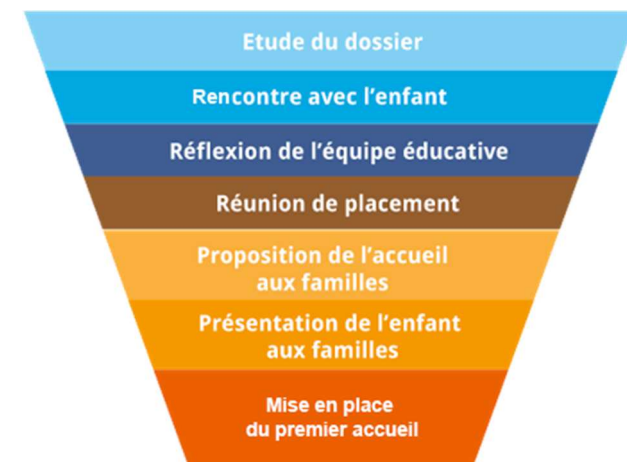 Etude du dossier
Rencontre avec l'enfant
Réflexion de l'équipe éducative
Réunion de placement
Proposition de l'accueil
aux familles
Présentation de l'enfant
aux familles
Mise en place
du premier accueil